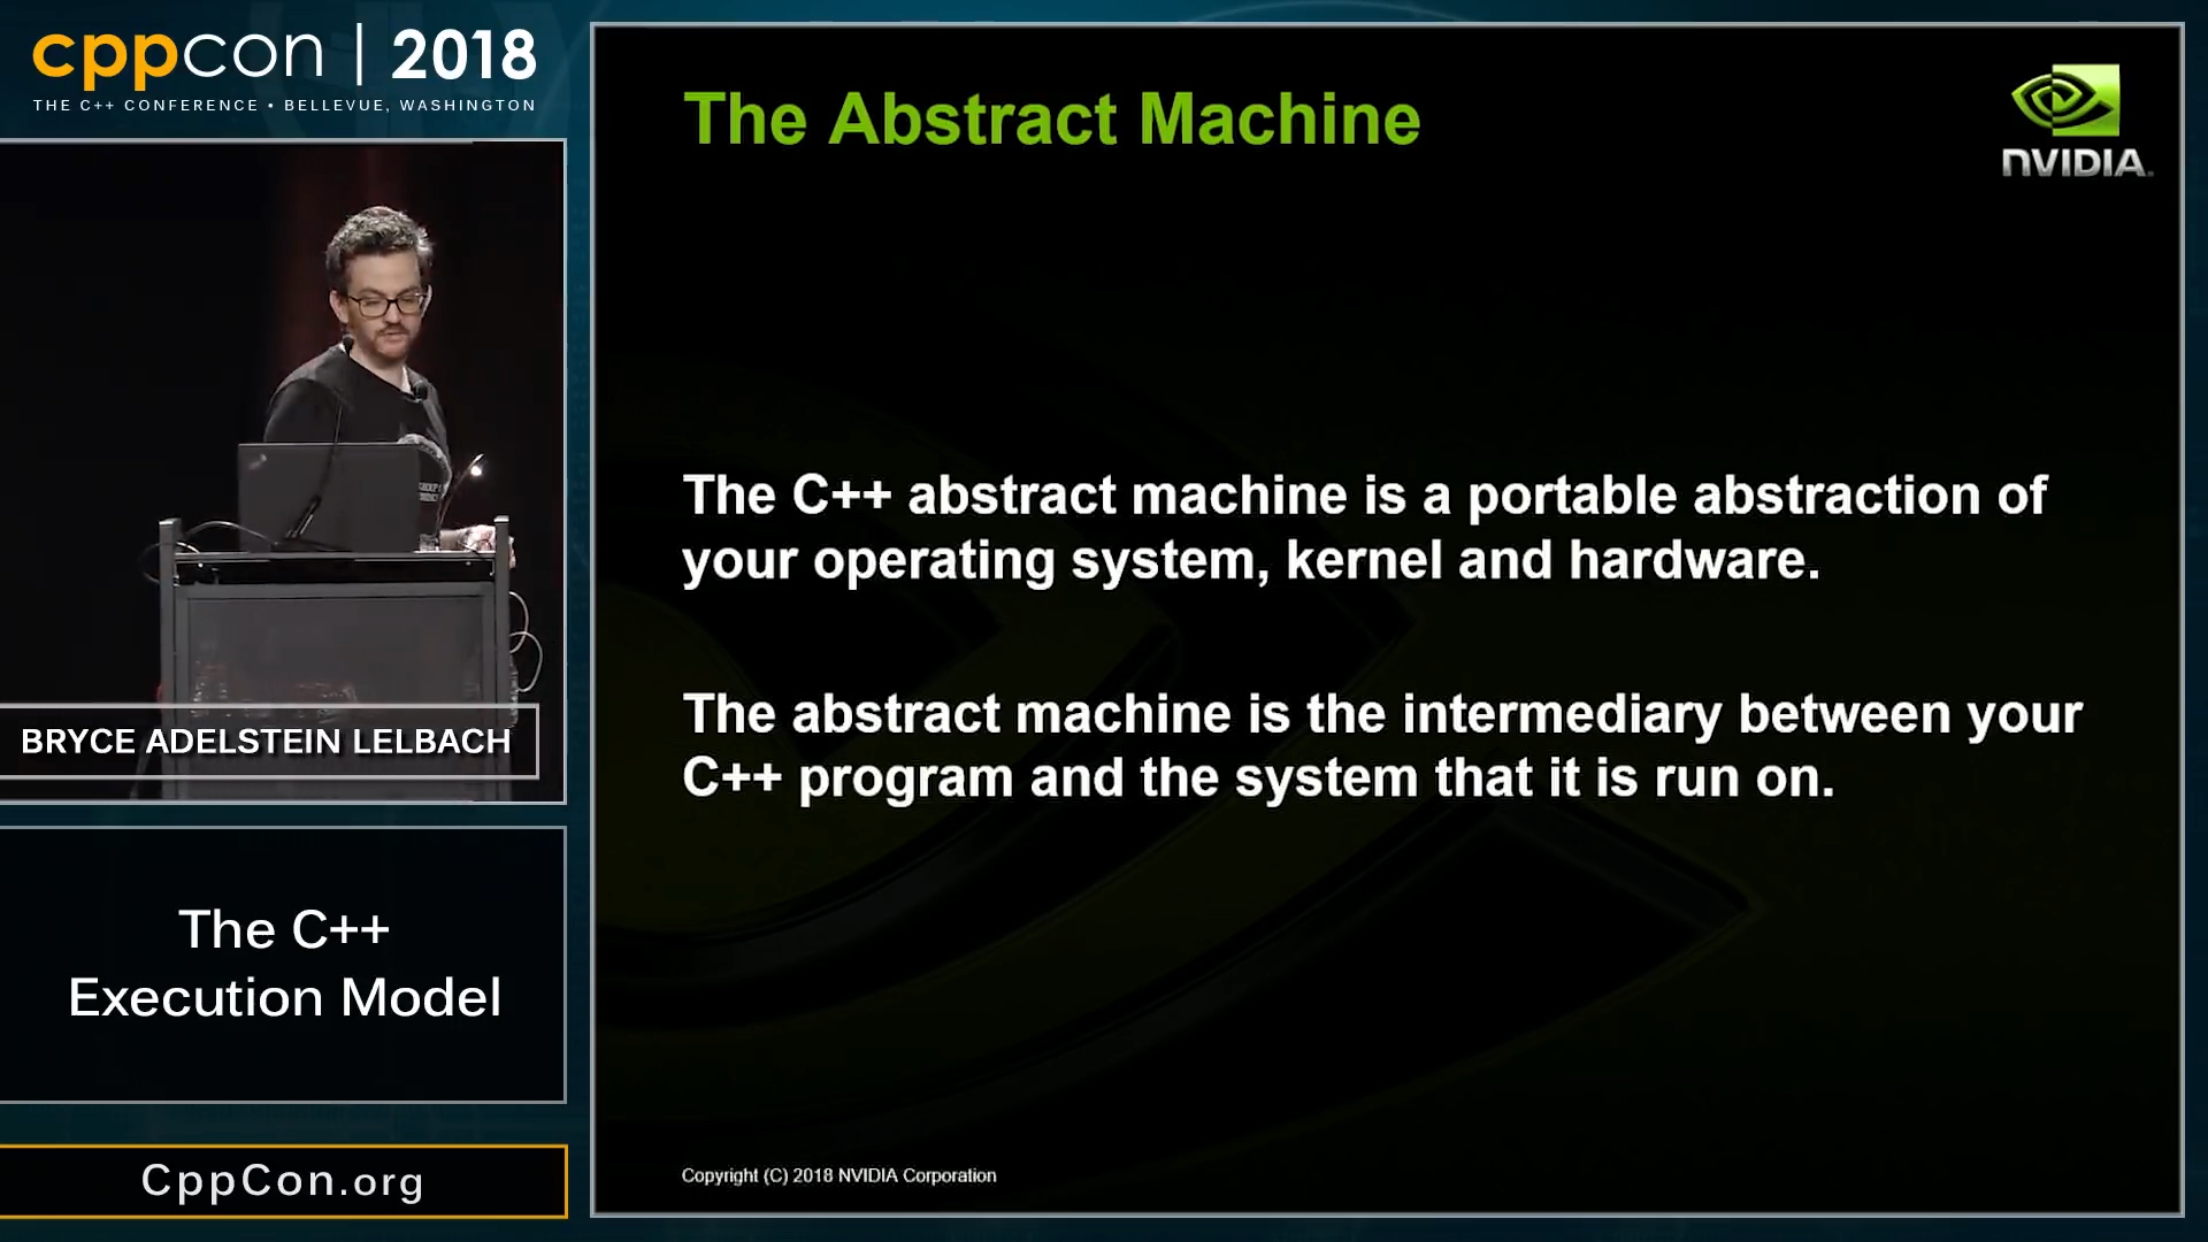 cppcon | 2018
THE C++ CONFERENCE • BELLEVUE, WASHINGTON
BRYCE ADELSTEIN LELBACH
The C++
Execution Model
CppCon.org
The Abstract Machine
NVIDIA.
The C++ abstract machine is a portable abstraction of
your operating system, kernel and hardware.
The abstract machine is the intermediary between your
C++ program and the system that it is run on.
Copyright (C) 2018 NVIDIA Corporation